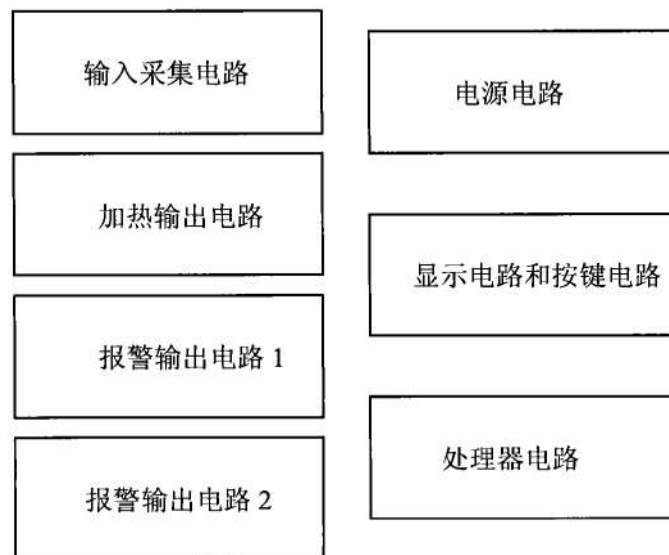 输入采集电路
加热输出电路
报警输出电路 1
报警输出电路 2
电源电路
显示电路和按键电路
处理器电路